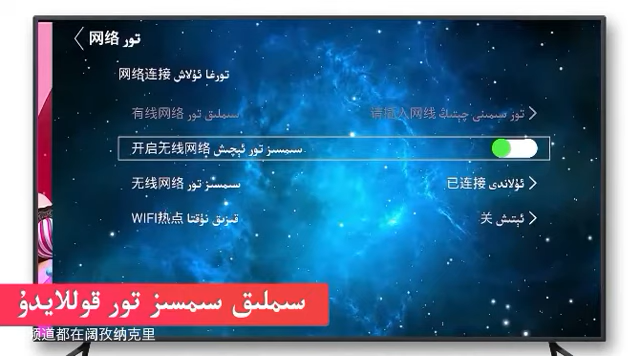 网络 تور
网络连接 تورغا ئۇلاش
有线网络 سىملىق تور 请插入网线 تور سىمنى چېتىڭ
开启无线网络 سىمسىز تور ئېچىش
无线网络 سىمسىز تور 已连接 ئۇلاندى
WIFI热点 قىزىق نۇقتا 关 ئېتىش
سىملىق سىمسىز تور قوللايدۇ
频道都在阔孜纳克里